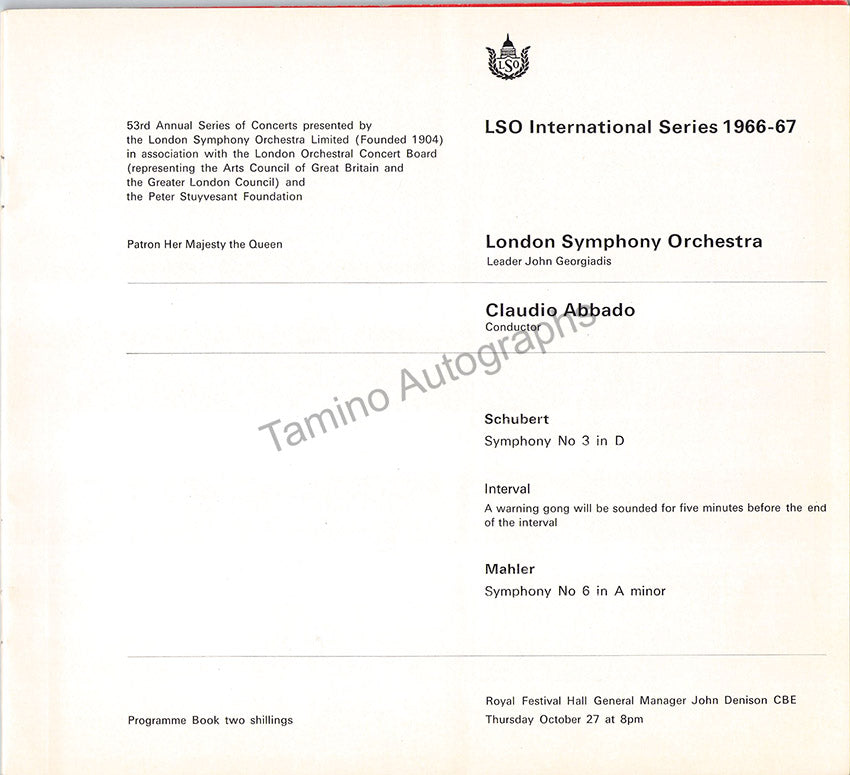 LSO
53rd Annual Series of Concerts presented by
the London Symphony Orchestra Limited (Founded 1904)
in association with the London Orchestral Concert Board
(representing the Arts Council of Great Britain and
the Greater London Council) and
the Peter Stuyvesant Foundation
Patron Her Majesty the Queen
LSO International Series 1966-67
London Symphony Orchestra
Leader John Georgiadis
Claudio Abbado
Conductor
Tamino Autographs
Schubert
Symphony No 3 in D
Interval
A warning gong will be sounded for five minutes before the end
of the interval
Mahler
Symphony No 6 in A minor
Programme Book two shillings
Royal Festival Hall General Manager John Denison CBE
Thursday October 27 at 8pm